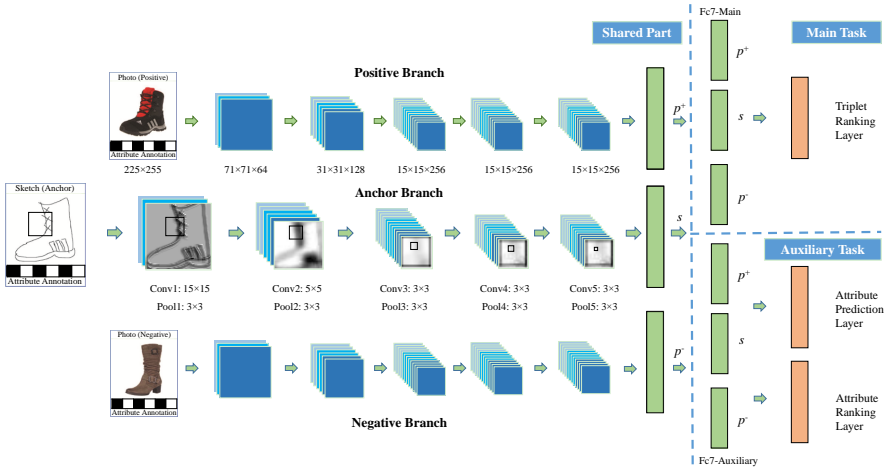 Fc7-Main
Shared Part
Main Task
Positive Branch
Photo (Positive)
Attribute Annotation
p+
p+
s
p-
Triplet
Ranking
Layer
225×255
71×71×64
31×31×128
15×15×256
15×15×256
15×15×256
Anchor Branch
Sketch (Anchor)
Attribute Annotation
s
Conv1: 15×15
Conv2: 5×5
Conv3: 3×3
Conv4: 3×3
Conv5: 3×3
Pool1: 3×3
Pool2: 3×3
Pool3: 3×3
Pool4: 3×3
Pool5: 3×3
Auxiliary Task
p+
s
p-
Attribute
Prediction
Layer
Attribute
Ranking
Layer
Photo (Negative)
Attribute Annotation
p-
Negative Branch
Fc7-Auxiliary